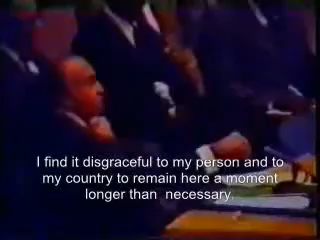 I find it disgraceful to my person and to
my country to remain here a moment
longer than  necessary.